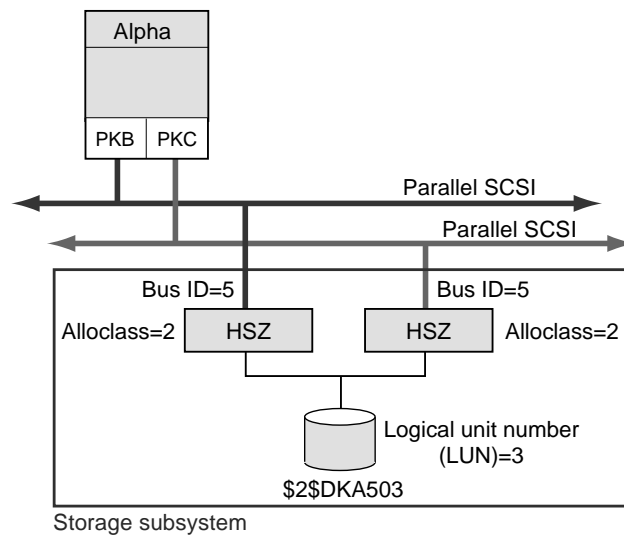 Alpha
PKB PKC
Parallel SCSI
Parallel SCSI
Bus ID=5 Bus ID=5
Alloclass=2 HSZ HSZ Alloclass=2
Logical unit number
(LUN)=3
$2$DKA503
Storage subsystem